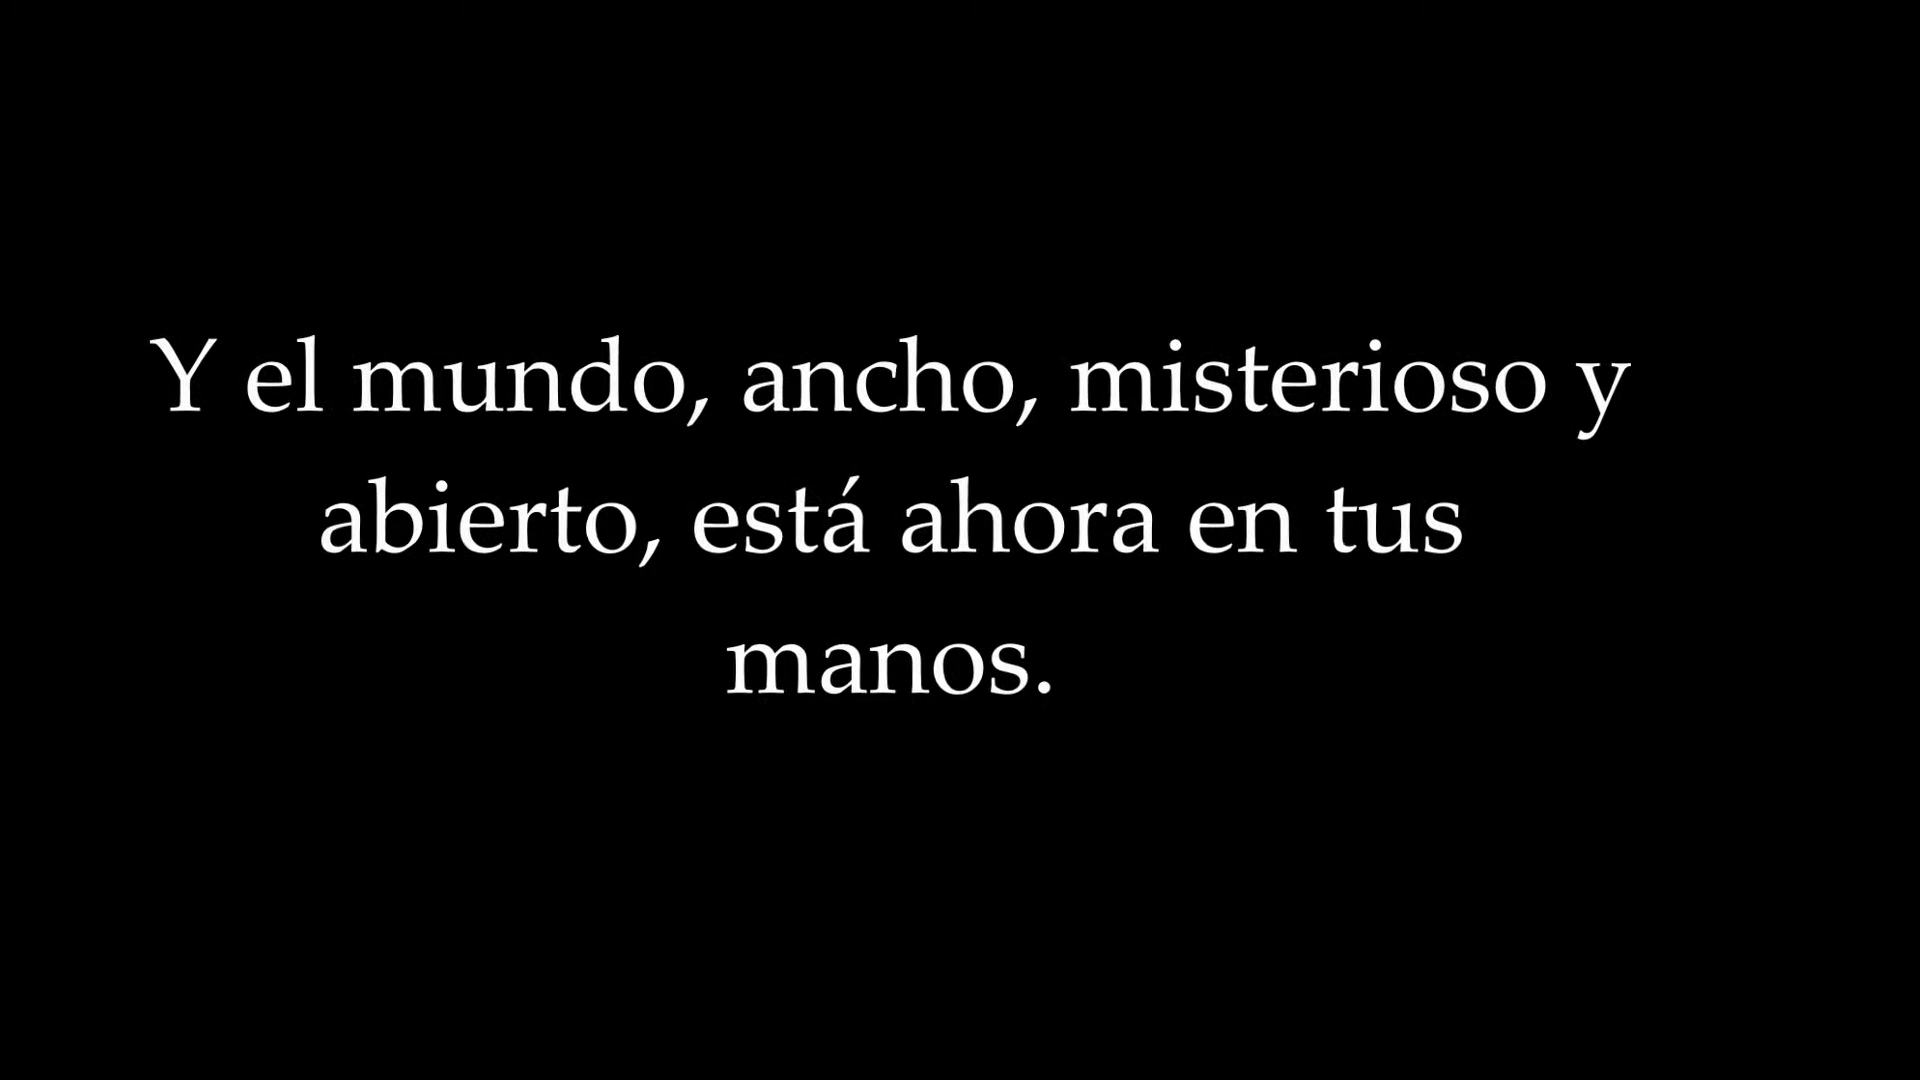 Y el mundo, ancho, misterioso y
abierto, está ahora en tus
manos.